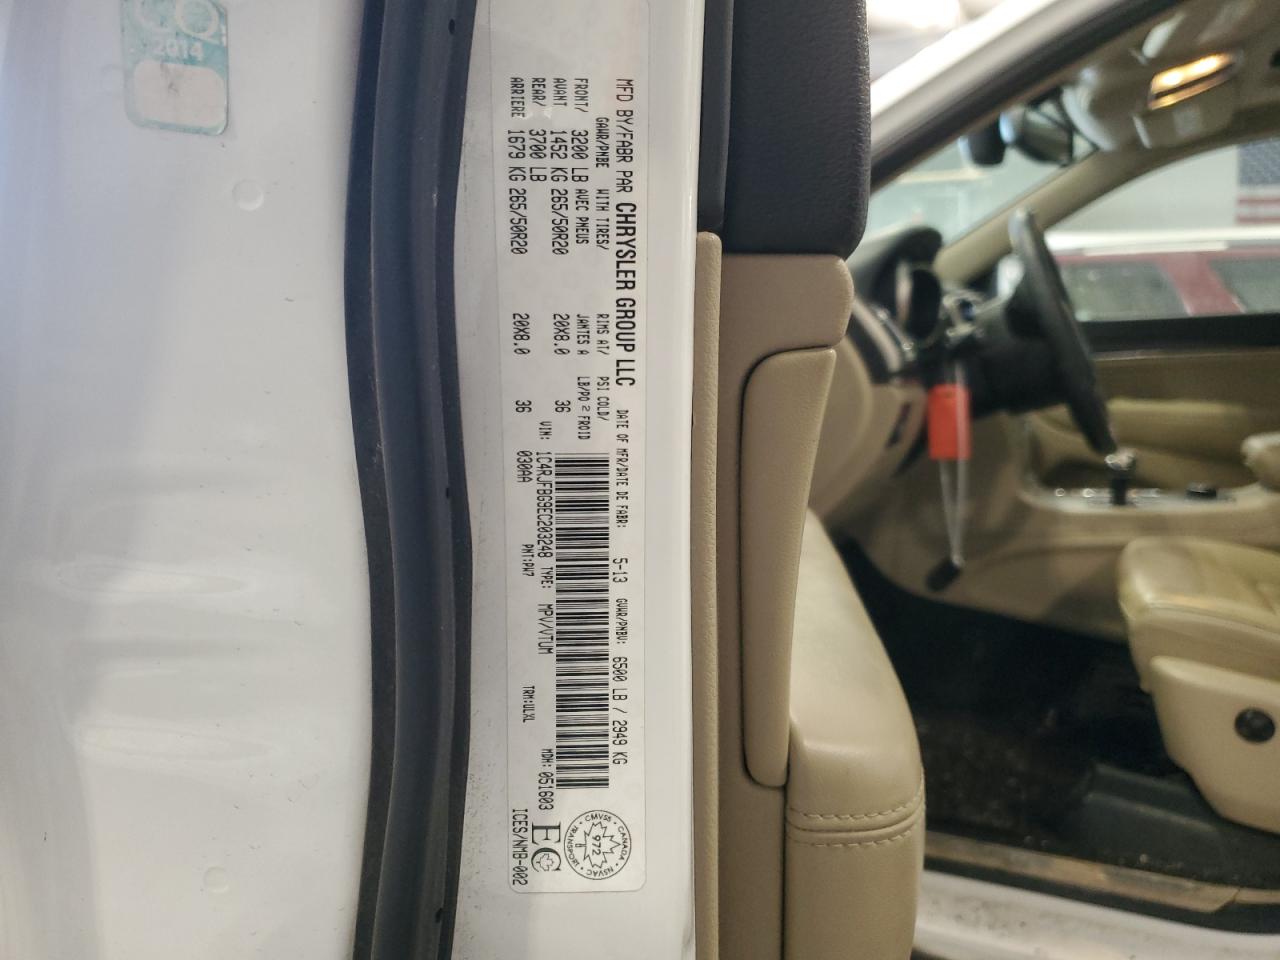 2014
MFD BY/FABR PAR CHRYSLER GROUP LLC DATE OF MFR/DATE DE FABR: 5-13 GVWR/PNBV: 6500 LB / 2949 KG
GAWR/PNBE WITH TIRES/ RIMS AT/ PSI COLD/
FRONT/ 3200 LB AVEC PNEUS JANTES A LB/PO 2 FROID
AVANT 1452 KG 265/50R20 20X8.0 36
REAR/ 3700 LB
ARRIERE 1679 KG 265/50R20 20X8.0 36
VIN: 1C4RJFBG9EC203248 TYPE: MPV/VTUM MDH: 051603
030AA PNT:PW7 TRM:ULXL
CMVSS • CANADA • NSVAC • TRANSPORT
972
B
EC
ICES/NMB-002